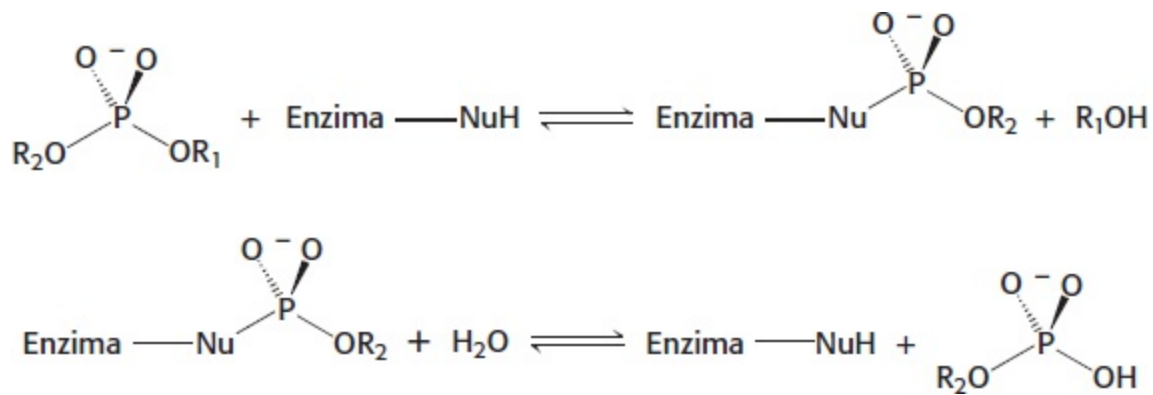 O – O
P
R₂O OR₁ + Enzima NuH ⇌ Enzima Nu P O – O OR₂ + R₁OH
Enzima Nu P O – O OR₂ + H₂O ⇌ Enzima NuH + O – O P R₂O OH